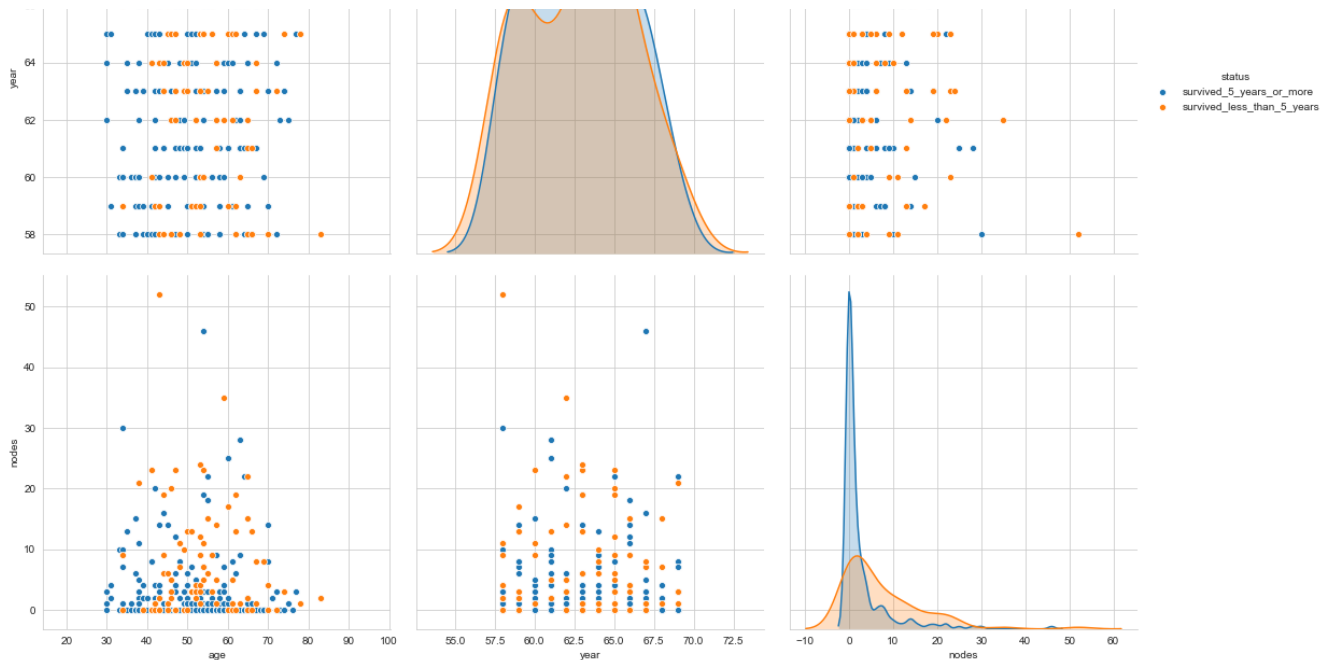 64
62
60
58
year
status
survived_5_years_or_more
survived_less_than_5_years
50
40
30
20
10
0
nodes
20 30 40 50 60 70 80 90 100
age
55.0 57.5 60.0 62.5 65.0 67.5 70.0 72.5
year
−10 0 10 20 30 40 50 60
nodes